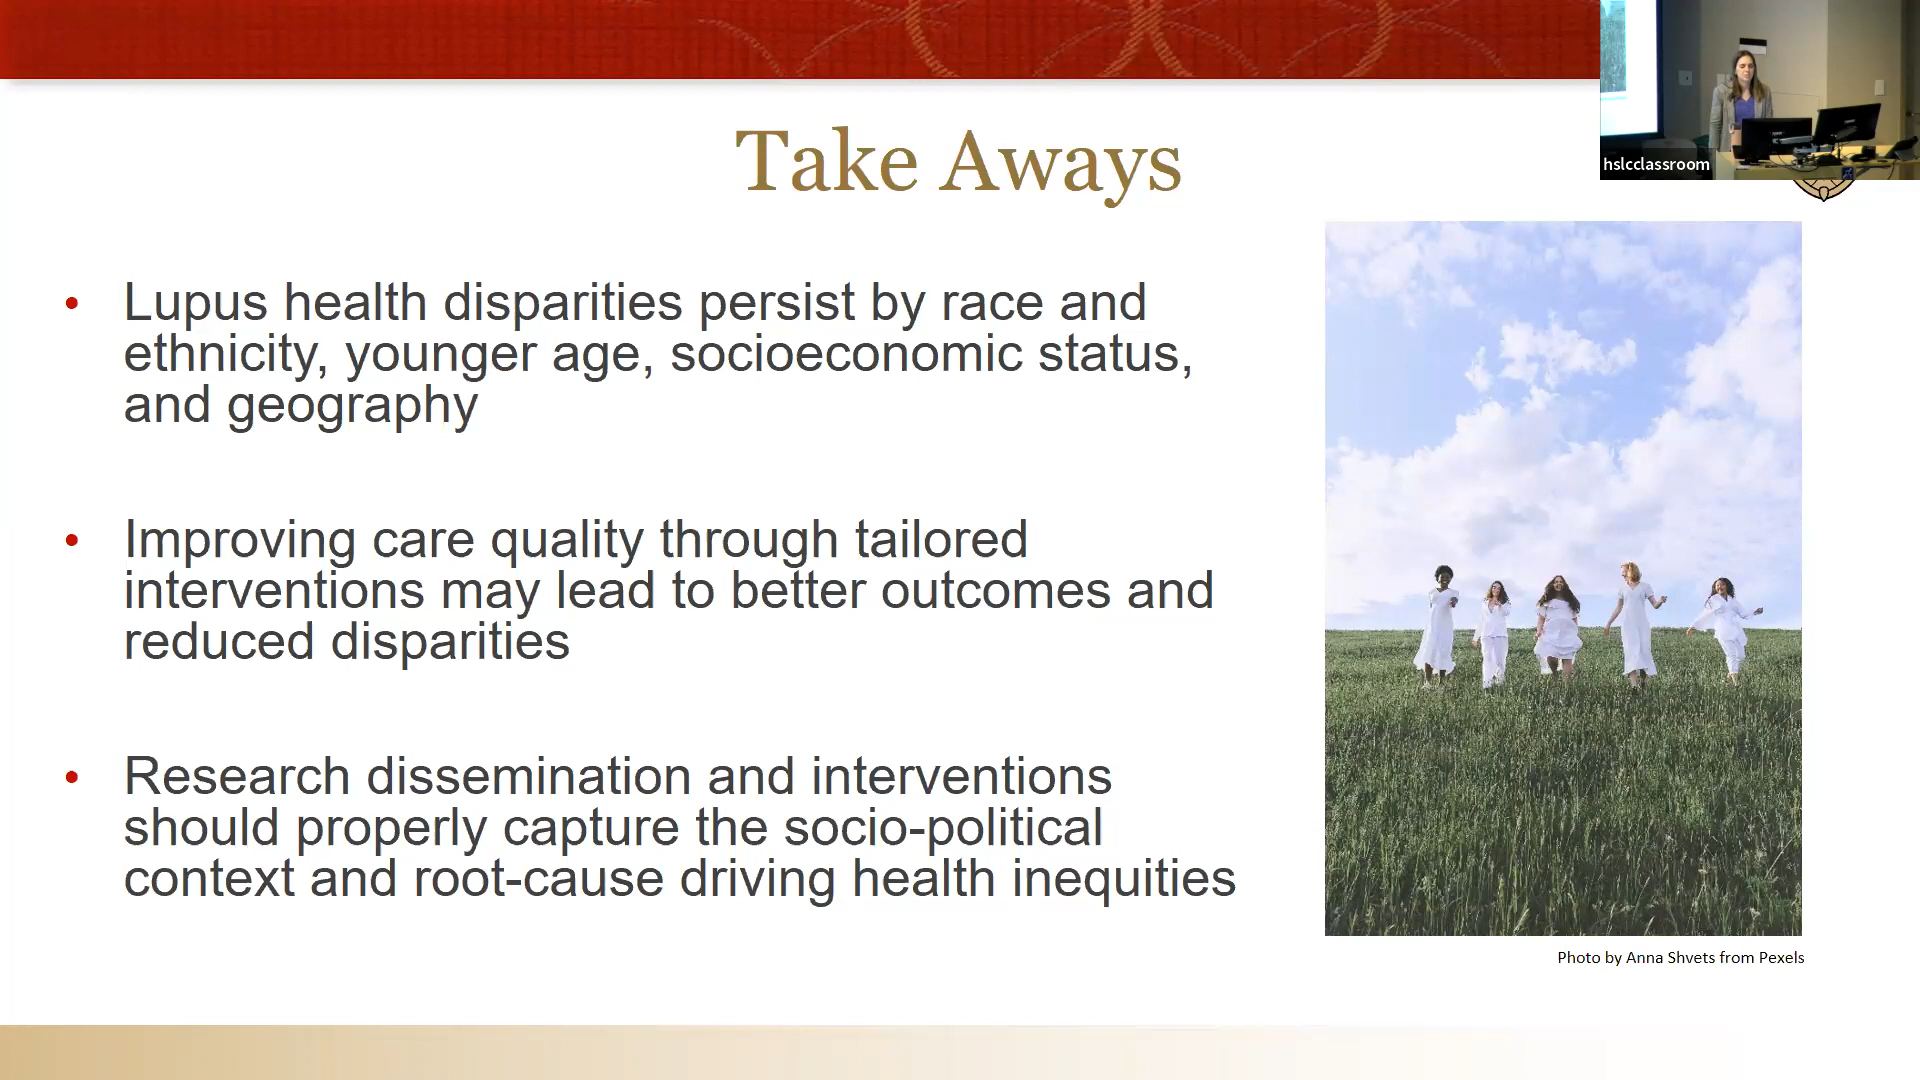 Take Aways
hslcclassroom
• Lupus health disparities persist by race and
ethnicity, younger age, socioeconomic status,
and geography
• Improving care quality through tailored
interventions may lead to better outcomes and
reduced disparities
• Research dissemination and interventions
should properly capture the socio-political
context and root-cause driving health inequities
Photo by Anna Shvets from Pexels